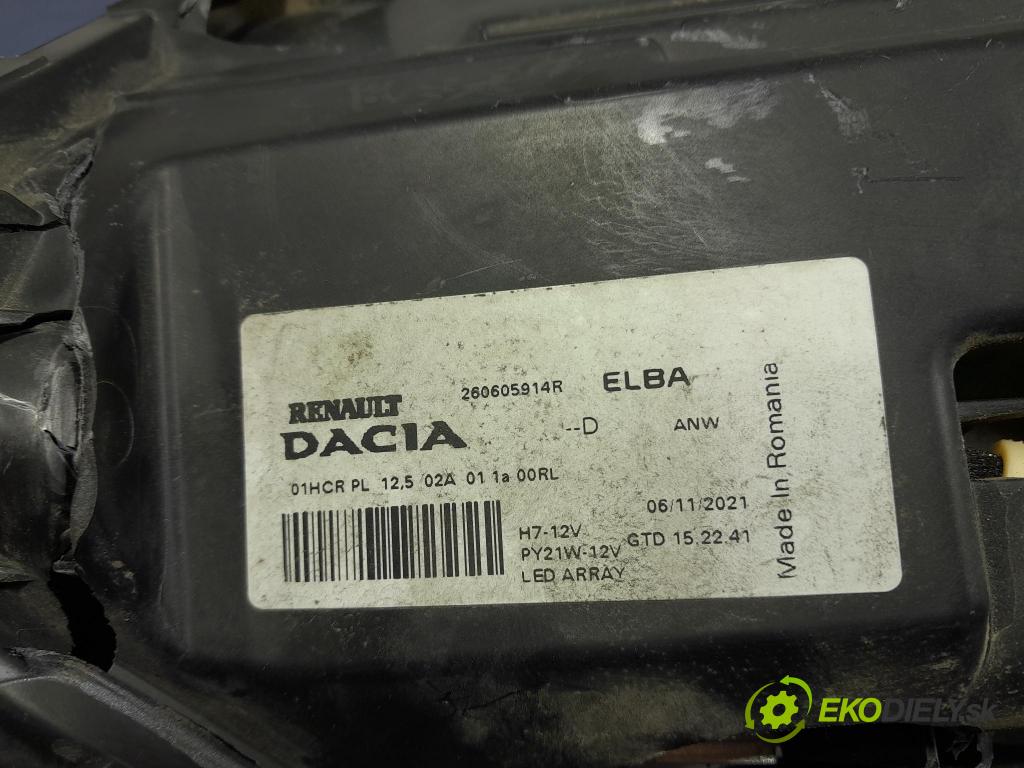 260605914R ELBA
RENAULT
DACIA --D ANW
01HCR PL 12,5 02A 01 1a 00RL
06/11/2021
H7-12V
PY21W-12V GTD 15.22.41
LED ARRAY
Made In Romania
EKODIELY.sk